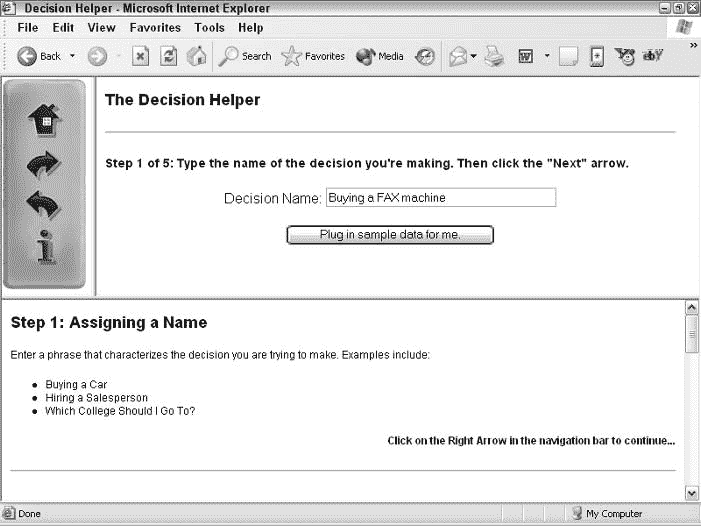 Decision Helper - Microsoft Internet Explorer
File Edit View Favorites Tools Help
Back Search Favorites Media
The Decision Helper
Step 1 of 5: Type the name of the decision you're making. Then click the "Next" arrow.
Decision Name: Buying a FAX machine
Plug in sample data for me.
Step 1: Assigning a Name
Enter a phrase that characterizes the decision you are trying to make. Examples include:
• Buying a Car
• Hiring a Salesperson
• Which College Should I Go To?
Click on the Right Arrow in the navigation bar to continue...
Done My Computer